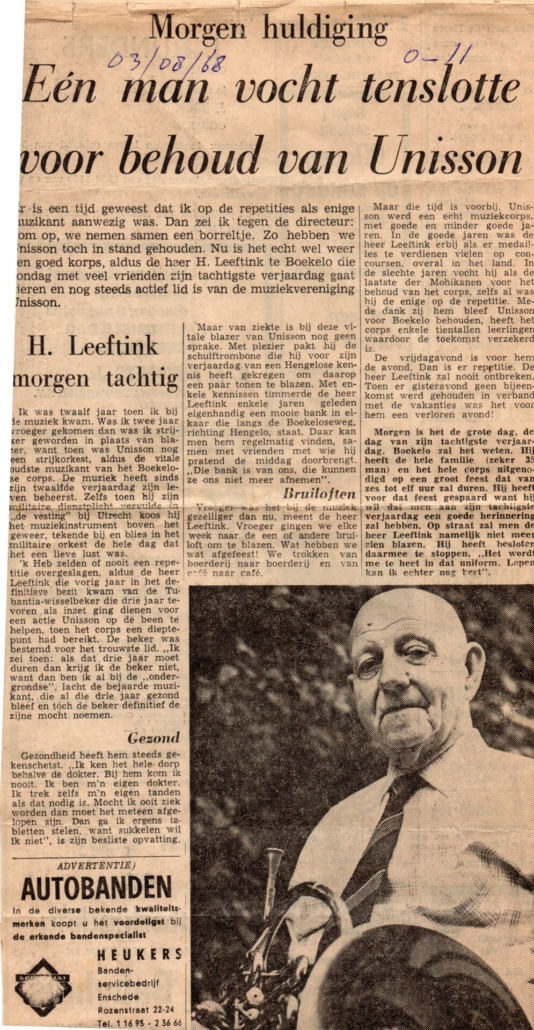 Morgen huldiging
03/08/68
0-11
Eén man vocht tenslotte
voor behoud van Unisson
r is een tijd geweest dat ik op de repetities als enige
muzikant aanwezig was. Dan zei ik tegen de directeur:
om op, we nemen samen een borreltje. Zo hebben we
Unisson toch in stand gehouden. Nu is het echt wel weer
en goed korps, aldus de heer H. Leeftink te Boekelo die
ondag met veel vrienden zijn tachtigste verjaardag gaat
ieren en nog steeds actief lid is van de muziekvereniging
Unisson.
H. Leeftink
morgen tachtig
Ik was twaalf jaar toen ik bij
de muziek kwam. Was ik twee jaar
vroeger gekomen dan was ik strij-
ker geworden in plaats van bla-
zer, want toen was Unisson nog
een strijkorkest, aldus de vitale
oudste muzikant van het Boekelo-
se corps. De muziek heeft sinds
zijn twaalfde verjaardag zijn le-
ven beheerst. Zelfs toen hij zijn
militaire dienstplicht vervulde in
„de vesting” bij Utrecht koos hij
het muziekinstrument boven het
geweer, tekende bij en blies in het
militaire orkest de hele dag dat
het een lieve lust was.
'k Heb zelden of nooit een repe-
titie overgeslagen, aldus de heer
Leeftink die vorig jaar in het de-
finitieve bezit kwam van de Tu-
bantia-wisselbeker die drie jaar te-
voren als inzet ging dienen voor
een actie Unisson op de been te
helpen, toen het corps een diepte-
punt had bereikt. De beker was
bestemd voor het trouwste lid. „Ik
zei toen: als dat drie jaar moet
duren dan krijg ik de beker niet,
want dan ben ik al bij de „onder-
grondse”, lacht de bejaarde muzi-
kant, die al die drie jaar gezond
bleef en tóch de beker definitief de
zijne mocht noemen.
Gezond
Gezondheid heeft hem steeds ge-
kenschetst. „Ik ken het hele dorp
behalve de dokter. Bij hem kom ik
nooit. Ik ben m'n eigen dokter.
Ik trek zelfs m'n eigen tanden
als dat nodig is. Mocht ik ooit ziek
worden dan moet het meteen afge-
lopen zijn. Dan ga ik ergens ta-
bletten stelen, want sukkelen wil
ik niet”, is zijn besliste opvatting.
Maar van ziekte is bij deze vi-
tale blazer van Unisson nog geen
sprake. Met plezier pakt hij de
schuiftrombone die hij voor zijn
verjaardag van een Hengelose ken-
nis heeft gekregen om daarop
een paar tonen te blazen. Met en-
kele kennissen timmerde de heer
Leeftink enkele jaren geleden
eigenhandig een mooie bank in el-
kaar die langs de Boekeloseweg,
richting Hengelo, staat. Daar kan
men hem regelmatig vinden, sa-
men met vrienden met wie hij
pratend de middag doorbrengt.
„Die bank is van ons, die kunnen
ze ons niet meer afnemen”.
Bruiloften
Vroeger was het bij de muziek
gezelliger dan nu, meent de heer
Leeftink. Vroeger gingen we elke
week naar de een of andere brui-
loft om te blazen. Wat hebben we
wat afgefeest! We trokken van
boerderij naar boerderij en van
café naar café.
Maar die tijd is voorbij. Unis-
son werd een echt muziekcorps.
met goede en minder goede ja-
ren. In de goede jaren was de
heer Leeftink erbij als er medail-
les te verdienen vielen op con-
coursen, overal in het land. In
de slechte jaren vocht hij als de
laatste der Mohikanen voor het
behoud van het corps, zelfs al was
hij de enige op de repetitie. Me-
de dank zij hem bleef Unisson
voor Boekelo behouden, heeft het
corps enkele tientallen leerlingen
waardoor de toekomst verzekerd
is.
De vrijdagavond is voor hem
de avond. Dan is er repetitie. De
heer Leeftink zal nooit ontbreken.
Toen er gisteravond geen bijeen-
komst werd gehouden in verband
met de vakanties was het voor
hem een verloren avond!
Morgen is het de grote dag, de
dag van zijn tachtigste verjaar-
dag. Boekelo zal het weten. Hij
heeft de hele familie (zeker 35
man) en het hele corps uitgeno-
digd op een groot feest dat van
zes tot elf uur zal duren. Hij heeft
voor dat feest gespaard want hij
wil dat men aan zijn tachtigste
verjaardag een goede herinnering
zal hebben. Op straat zal men de
heer Leeftink namelijk niet meer
zien blazen. Hij heeft besloten
daarmee te stoppen. „Het wordt
me te heet in dat uniform. Lopen
kan ik echter nog best”.
ADVERTENTIE)
AUTOBANDEN
In de diverse bekende kwaliteits-
merken koopt u het voordeligst bij
de erkende bandenspecialist
HEUKERS
Banden-
servicebedrijf
Enschede
Rozenstraat 22-24
Tel. 1 16 95 - 2 36 66